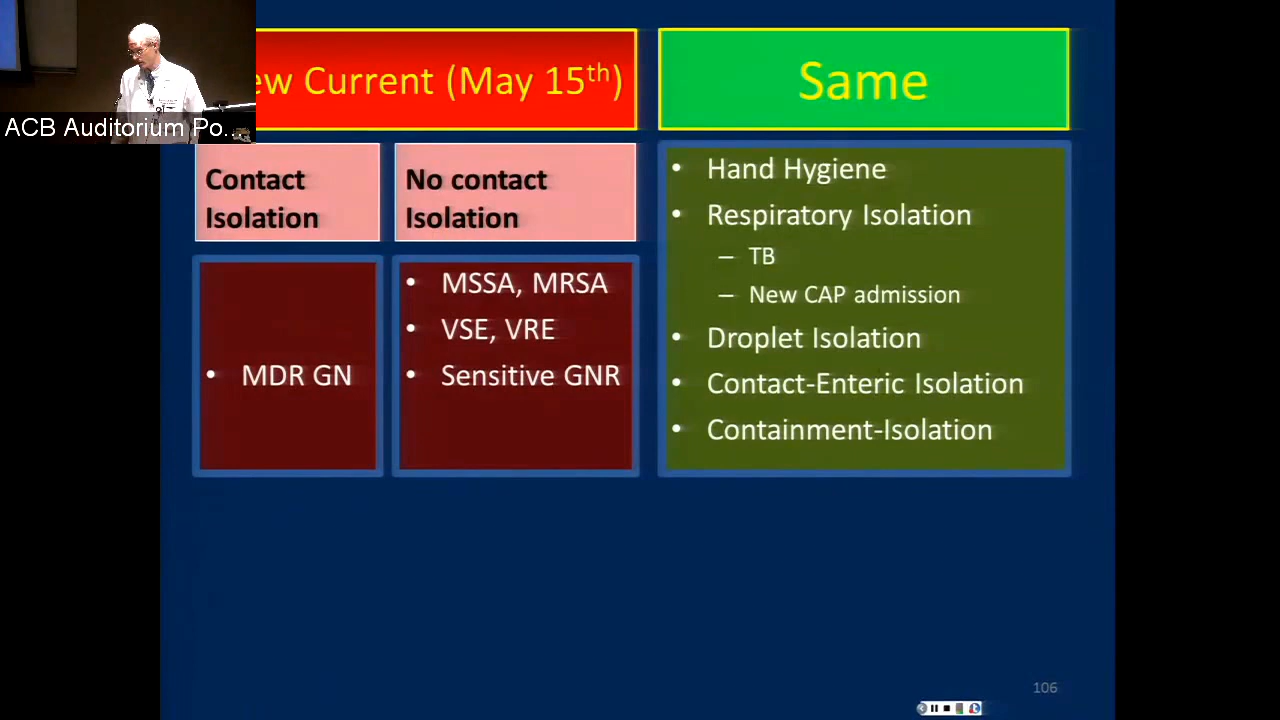 ew Current (May 15th)
Same
ACB Auditorium Po...
Contact
Isolation
No contact
Isolation
• MDR GN
• MSSA, MRSA
• VSE, VRE
• Sensitive GNR
• Hand Hygiene
• Respiratory Isolation
– TB
– New CAP admission
• Droplet Isolation
• Contact-Enteric Isolation
• Containment-Isolation
106